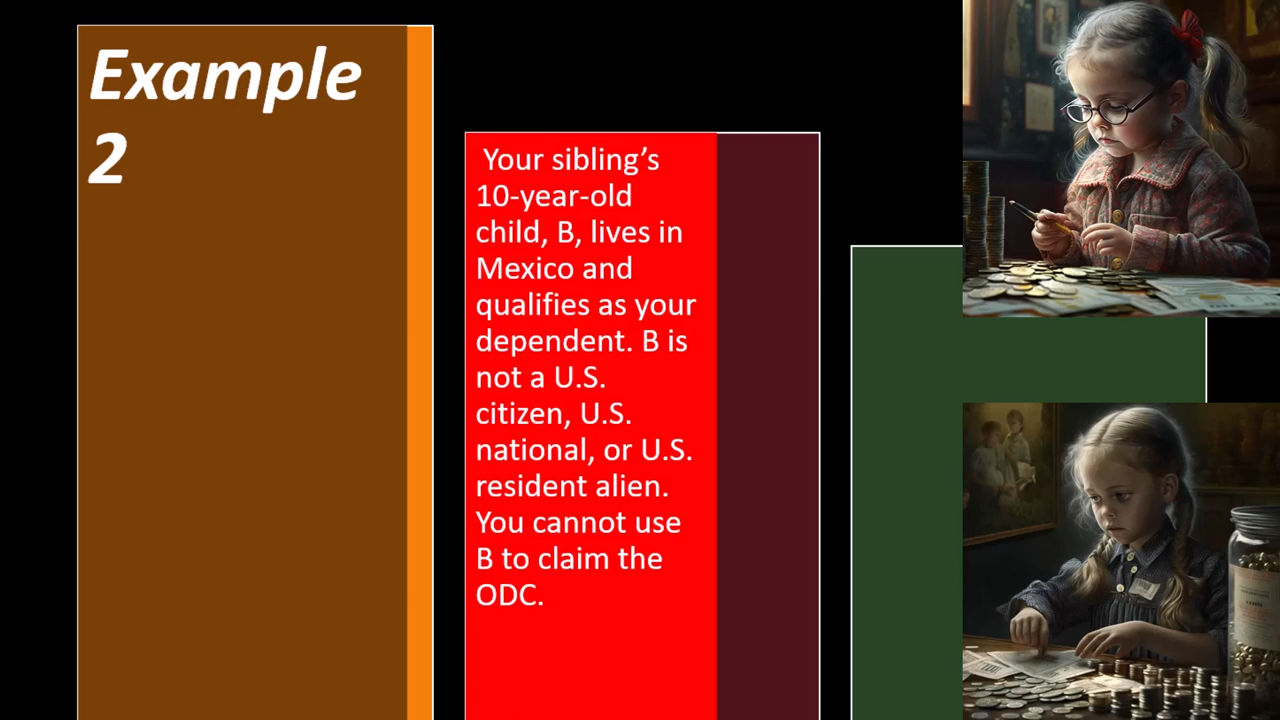 Example
2
Your sibling's
10-year-old
child, B, lives in
Mexico and
qualifies as your
dependent. B is
not a U.S.
citizen, U.S.
national, or U.S.
resident alien.
You cannot use
B to claim the
ODC.